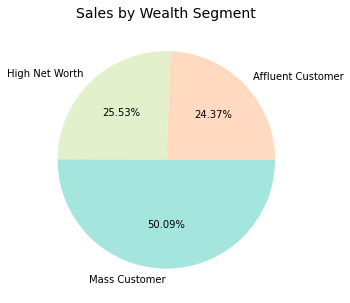 Sales by Wealth Segment
High Net Worth
Affluent Customer
25.53%
24.37%
50.09%
Mass Customer